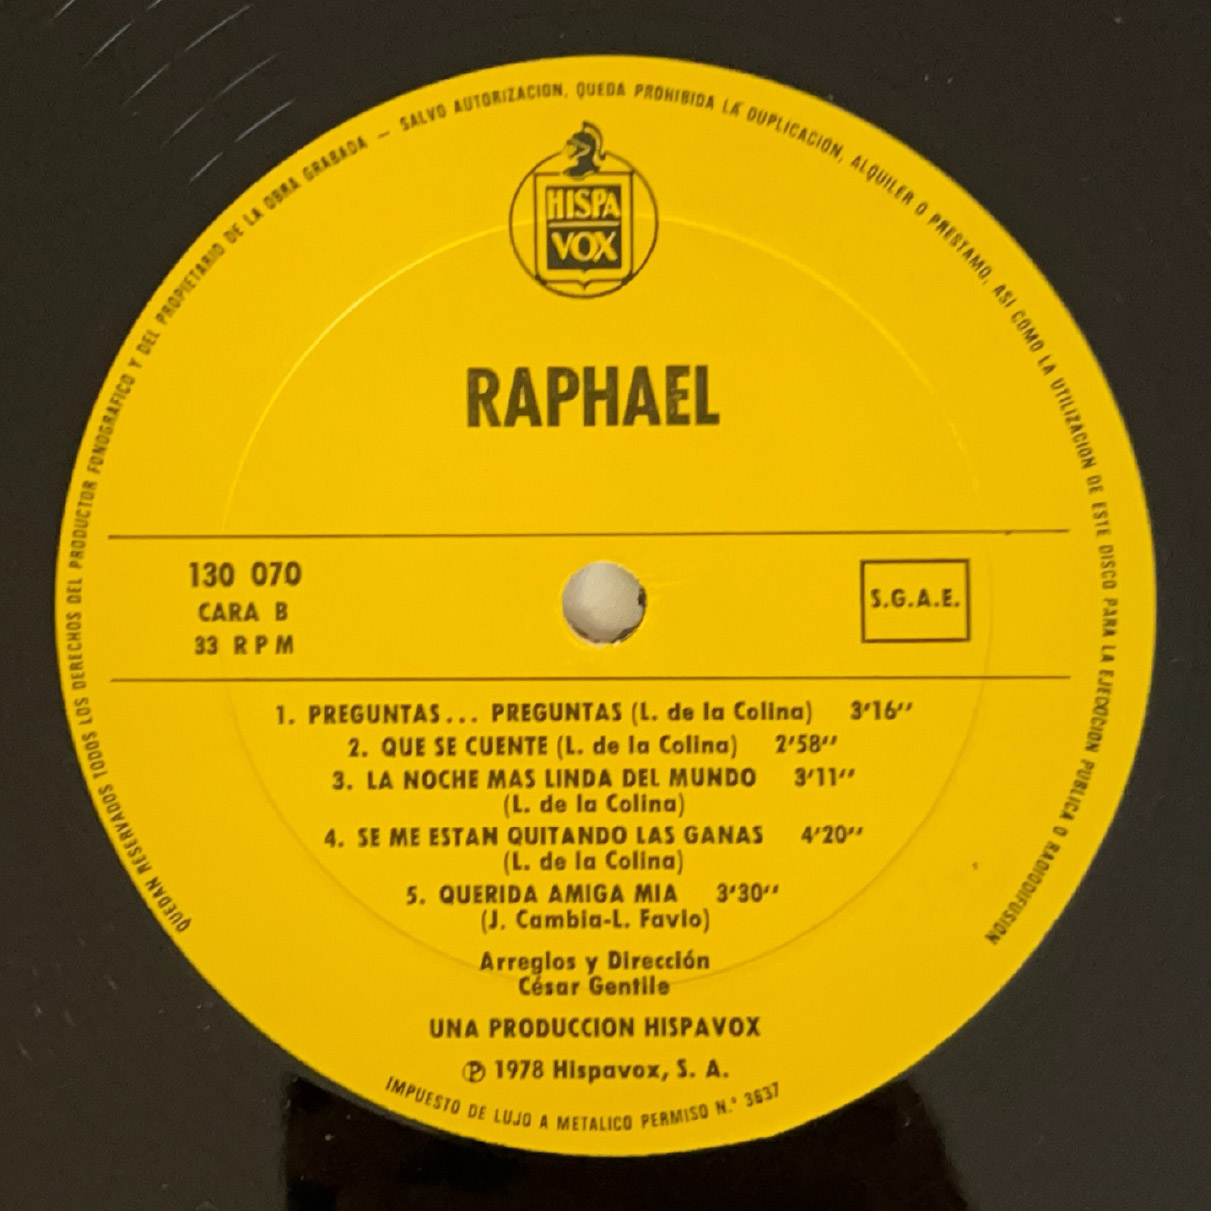 QUEDAN RESERVADOS TODOS LOS DERECHOS DEL PRODUCTOR FONOGRAFICO Y DEL PROPIETARIO DE LA OBRA GRABADA — SALVO AUTORIZACION, QUEDA PROHIBIDA LA DUPLICACION, ALQUILER O PRESTAMO, ASI COMO LA UTILIZACION DE ESTE DISCO PARA LA EJECUCION PUBLICA O RADIODIFUSION
HISPA
VOX
RAPHAEL
130 070
CARA B
33 RPM
S.G.A.E.
1. PREGUNTAS... PREGUNTAS (L. de la Colina) 3'16''
2. QUE SE CUENTE (L. de la Colina) 2'58''
3. LA NOCHE MAS LINDA DEL MUNDO 3'11''
(L. de la Colina)
4. SE ME ESTAN QUITANDO LAS GANAS 4'20''
(L. de la Colina)
5. QUERIDA AMIGA MIA 3'30''
(J. Cambia-L. Favio)
Arreglos y Dirección
César Gentile
UNA PRODUCCION HISPAVOX
℗ 1978 Hispavox, S. A.
IMPUESTO DE LUJO A METALICO PERMISO N.° 3637